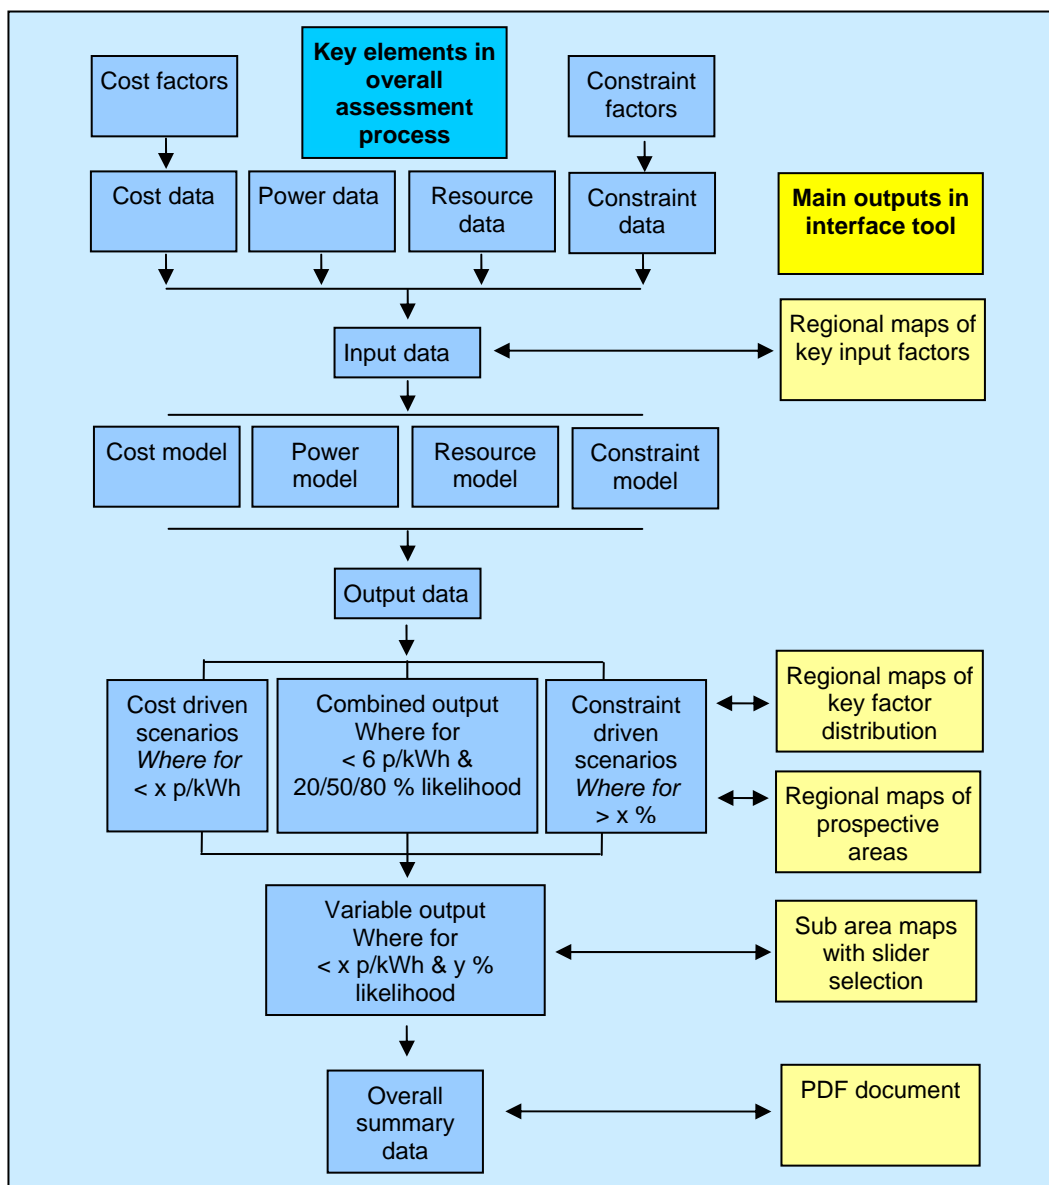 Key elements in
overall
assessment
process
Cost factors
Constraint
factors
Cost data
Power data
Resource
data
Constraint
data
Main outputs in
interface tool
Input data
Regional maps of
key input factors
Cost model
Power
model
Resource
model
Constraint
model
Output data
Cost driven
scenarios
Where for
< x p/kWh
Combined output
Where for
< 6 p/kWh &
20/50/80 % likelihood
Constraint
driven
scenarios
Where for
> x %
Regional maps of
key factor
distribution
Regional maps of
prospective
areas
Variable output
Where for
< x p/kWh & y %
likelihood
Sub area maps
with slider
selection
Overall
summary
data
PDF document